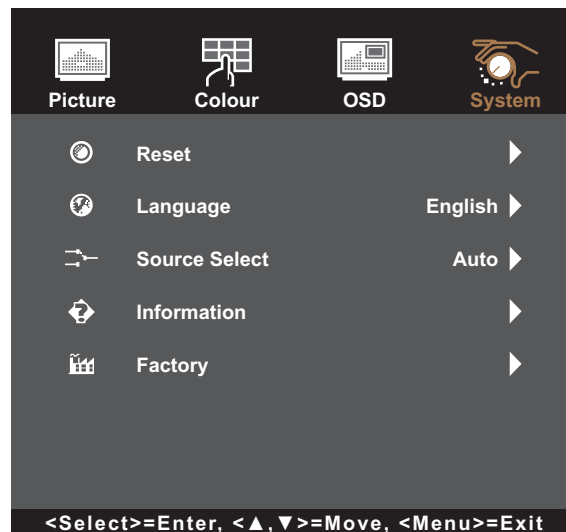 Picture Colour OSD System
Reset
Language English
Source Select Auto
Information
Factory
<Select>=Enter, <▲,▼>=Move, <Menu>=Exit